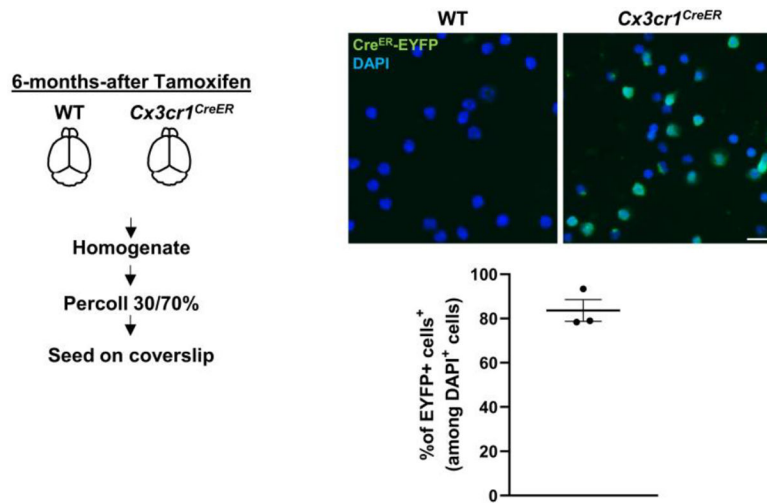 6-months-after Tamoxifen
WT Cx3cr1CreER
Homogenate
Percoll 30/70%
Seed on coverslip
WT Cx3cr1CreER
CreER-EYFP
DAPI
%of EYFP+ cells+
(among DAPI+ cells)
100
80
60
40
20
0